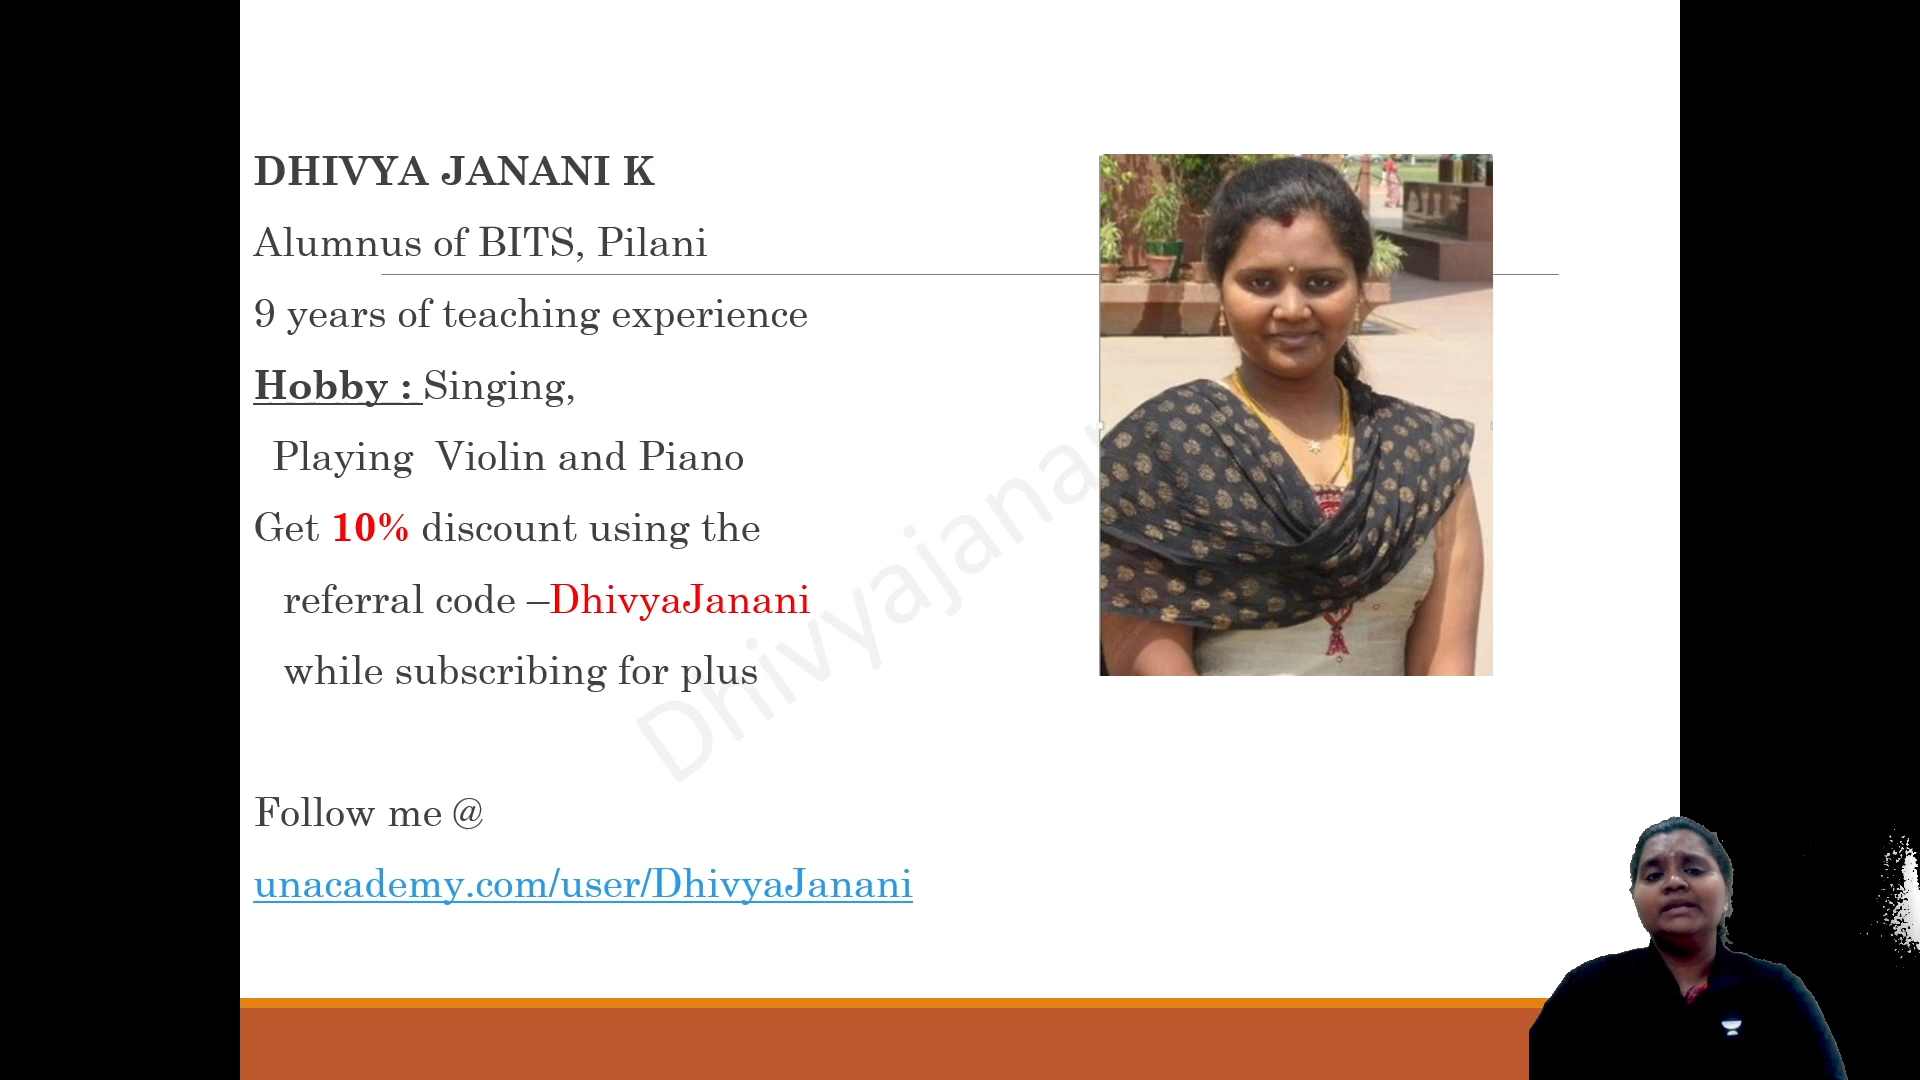 DHIVYA JANANI K
Alumnus of BITS, Pilani
9 years of teaching experience
Hobby : Singing,
Playing Violin and Piano
Get 10% discount using the
referral code –DhivyaJanani
while subscribing for plus
Follow me @
unacademy.com/user/DhivyaJanani
Dhivyajana